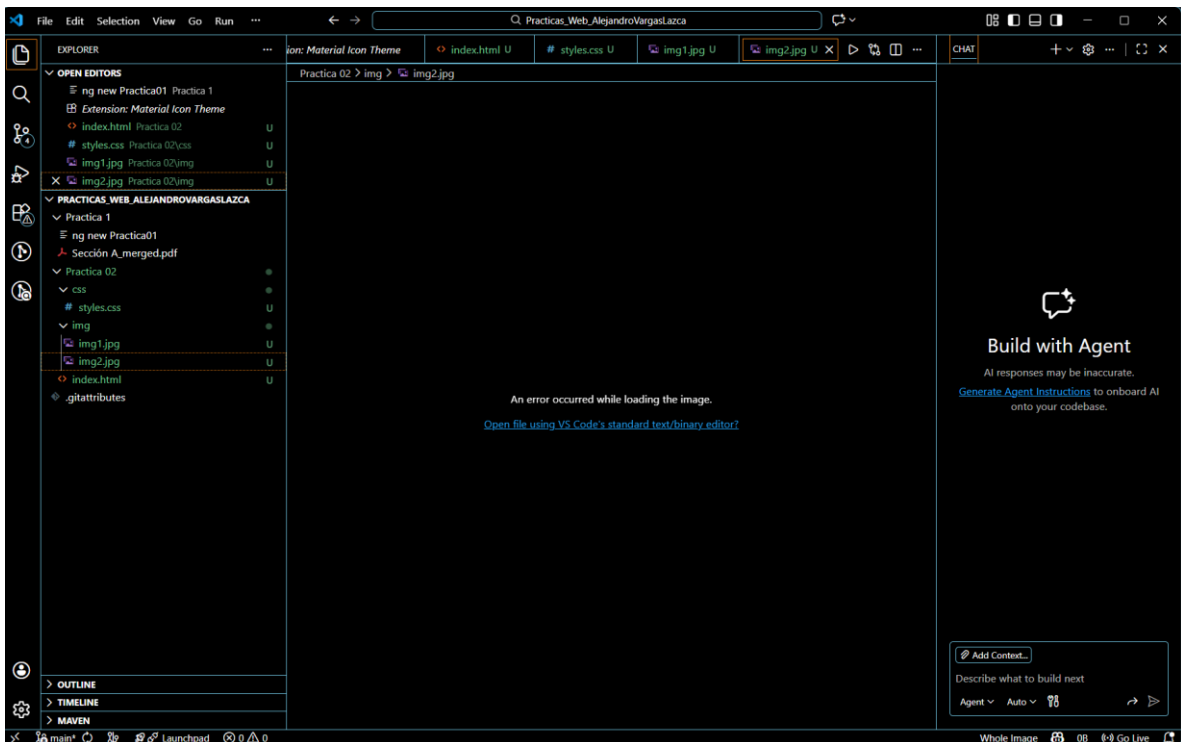 File Edit Selection View Go Run ··· Practicas_Web_AlejandroVargasLazca
EXPLORER
OPEN EDITORS
ng new Practica01 Practica 1
Extension: Material Icon Theme
index.html Practica 02 U
styles.css Practica 02\css U
img1.jpg Practica 02\img U
img2.jpg Practica 02\img U
PRACTICAS_WEB_ALEJANDROVARGASLAZCA
Practica 1
ng new Practica01
Sección A_merged.pdf
Practica 02
css
# styles.css U
img
img1.jpg U
img2.jpg U
index.html U
.gitattributes
OUTLINE
TIMELINE
MAVEN
ion: Material Icon Theme index.html U # styles.css U img1.jpg U img2.jpg U
Practica 02 > img > img2.jpg
An error occurred while loading the image.
Open file using VS Code's standard text/binary editor?
CHAT
Build with Agent
AI responses may be inaccurate.
Generate Agent Instructions to onboard AI
onto your codebase.
Add Context...
Describe what to build next
Agent Auto
4
main* Launchpad 0 0 Whole Image 0B Go Live